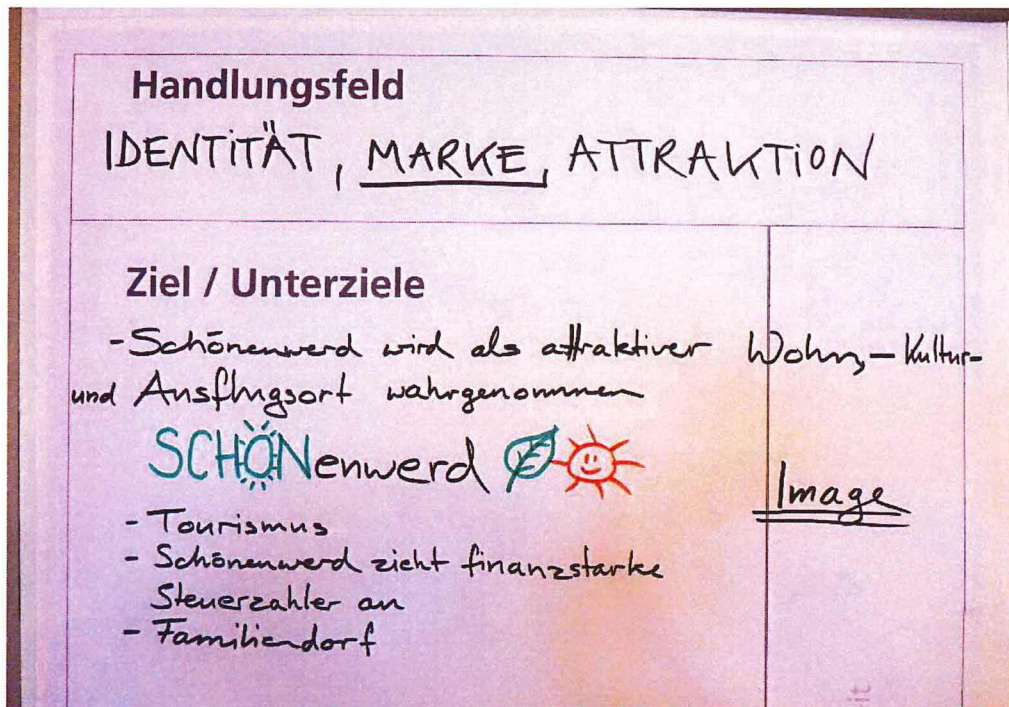 Handlungsfeld
IDENTITÄT, MARKE, ATTRAKTION
Ziel / Unterziele
- Schönenwerd wird als attraktiver Wohn,- Kultur-
und Ausflugsort wahrgenommen
SCHÖNenwerd
Image
- Tourismus
- Schönenwerd zieht finanzstarke
Steuerzahler an
- Familiendorf